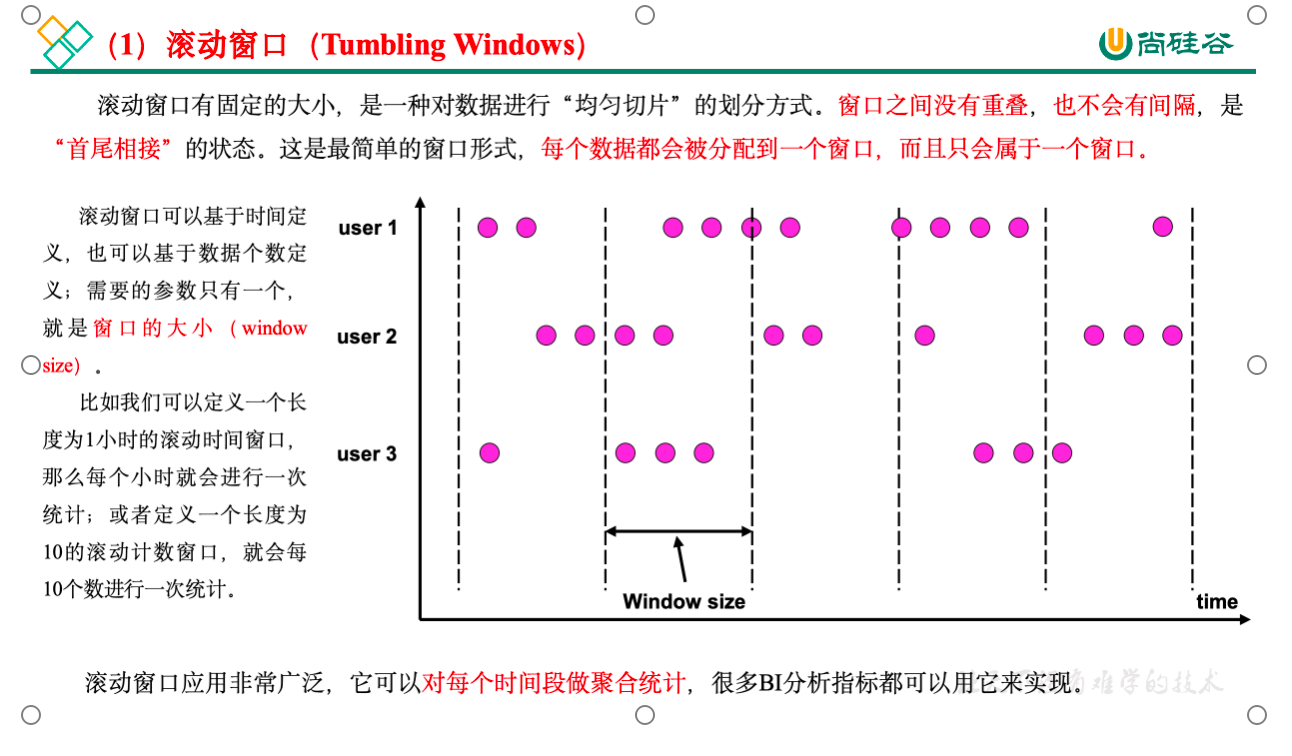 （1）滚动窗口（Tumbling Windows）
尚硅谷
滚动窗口有固定的大小，是一种对数据进行“均匀切片”的划分方式。窗口之间没有重叠，也不会有间隔，是
“首尾相接”的状态。这是最简单的窗口形式，每个数据都会被分配到一个窗口，而且只会属于一个窗口。
滚动窗口可以基于时间定
义，也可以基于数据个数定
义；需要的参数只有一个，
就是窗口的大小（window
size）。
比如我们可以定义一个长
度为1小时的滚动时间窗口，
那么每个小时就会进行一次
统计；或者定义一个长度为
10的滚动计数窗口，就会每
10个数进行一次统计。
user 1
user 2
user 3
Window size
time
滚动窗口应用非常广泛，它可以对每个时间段做聚合统计，很多BI分析指标都可以用它来实现。
难学的技术